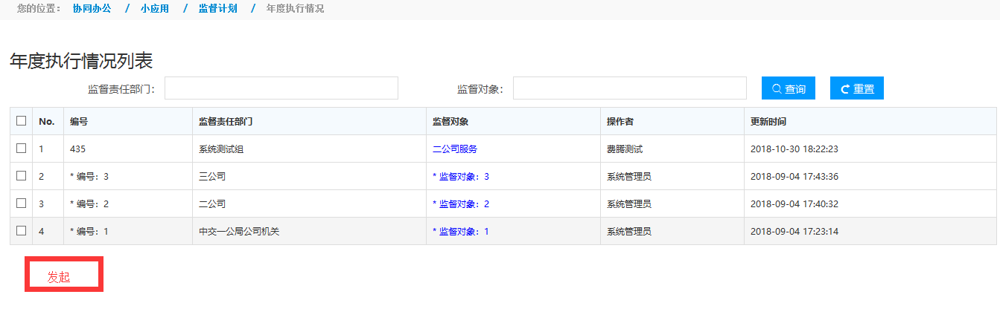 您的位置： 协同办公 / 小应用 / 监督计划 / 年度执行情况
年度执行情况列表
监督责任部门： 监督对象： 查询 重置
No. 编号 监督责任部门 监督对象 操作者 更新时间
1 435 系统测试组 二公司服务 费腾测试 2018-10-30 18:22:23
2 * 编号：3 三公司 * 监督对象：3 系统管理员 2018-09-04 17:43:36
3 * 编号：2 二公司 * 监督对象：2 系统管理员 2018-09-04 17:40:32
4 * 编号：1 中交一公局公司机关 * 监督对象：1 系统管理员 2018-09-04 17:23:14
发起